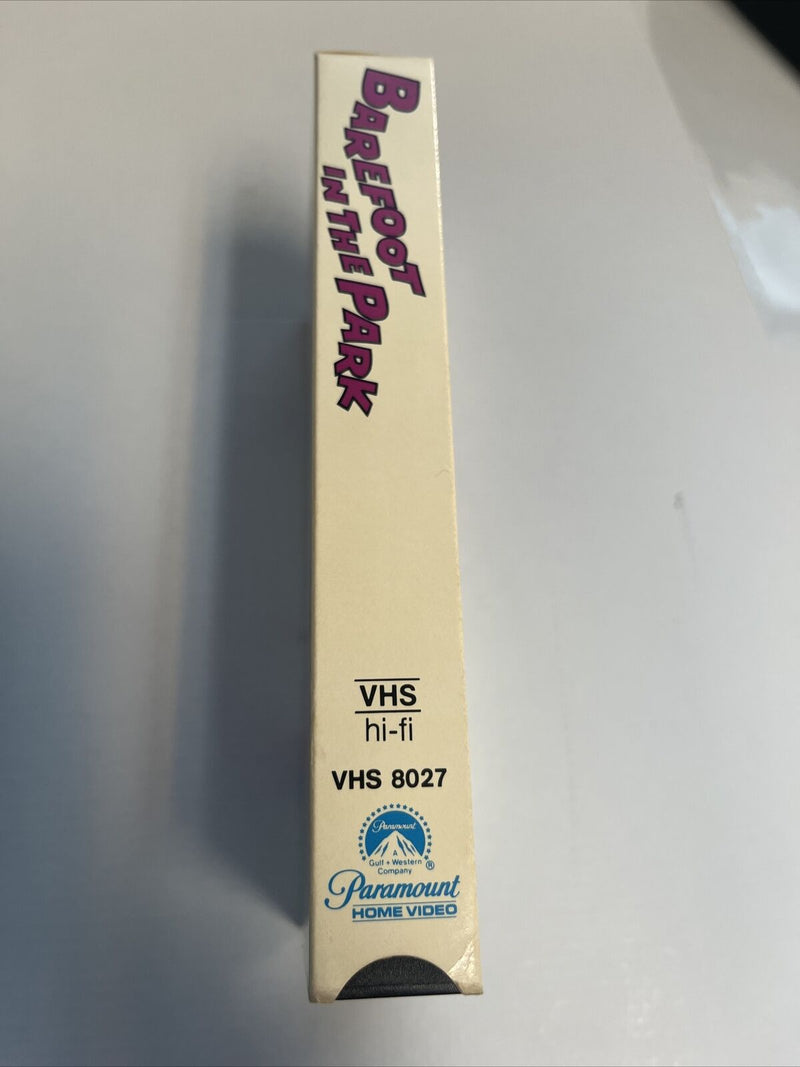 BAREFOOT
IN THE PARK
VHS
hi-fi
VHS 8027
Paramount
A
Gulf + Western
Company
®
Paramount
HOME VIDEO